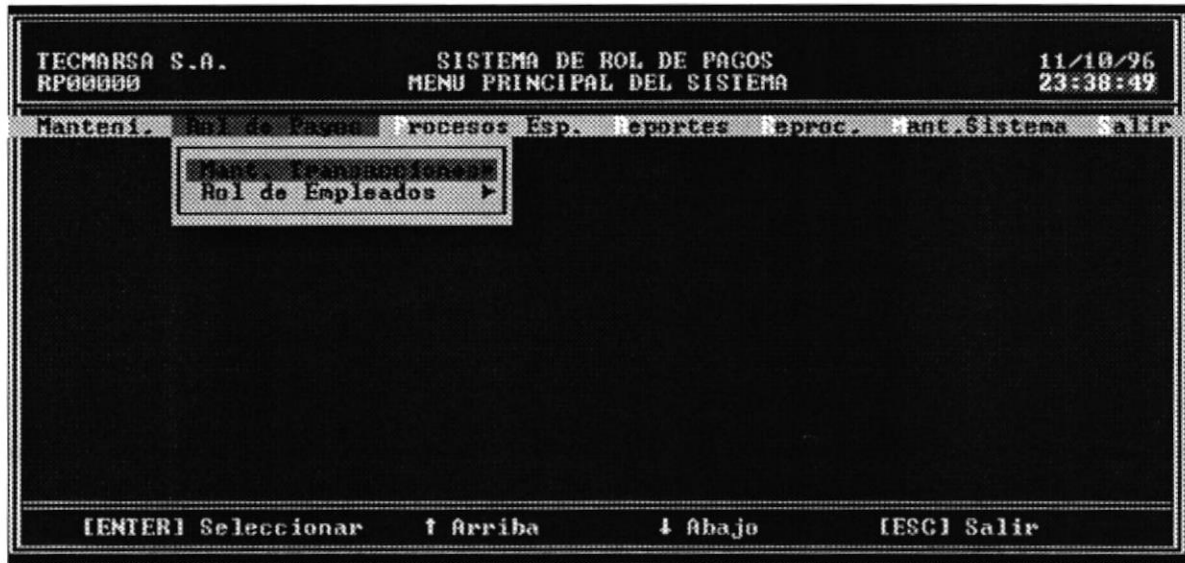 TECMARSA S.A. SISTEMA DE ROL DE PAGOS 11/10/96
RP00000 MENU PRINCIPAL DEL SISTEMA 23:38:49
Manteni. Rol de Pagos Procesos Esp. Reportes Reproc. Mant.Sistema Salir
Mant. Transacciones►
Rol de Empleados ►
[ENTER] Seleccionar ↑ Arriba ↓ Abajo [ESC] Salir